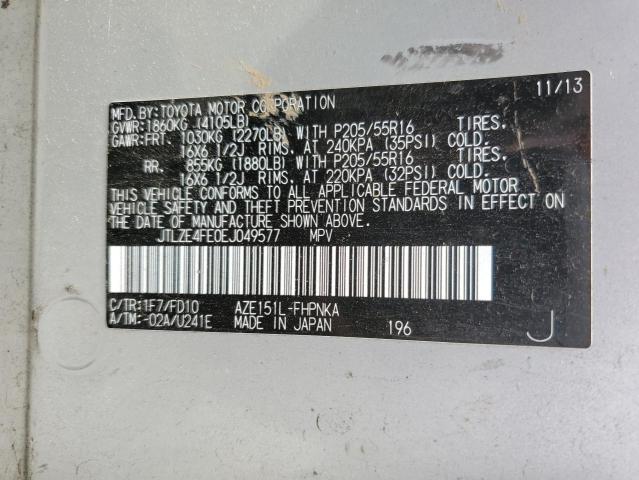 MFD.BY:TOYOTA MOTOR CORPORATION 11/13
GVWR:1860KG (4105LB)
GAWR:FRT. 1030KG (2270LB) WITH P205/55R16 TIRES.
16X6 1/2J RIMS. AT 240KPA (35PSI) COLD.
RR. 855KG (1880LB) WITH P205/55R16 TIRES.
16X6 1/2J RIMS. AT 220KPA (32PSI) COLD.
THIS VEHICLE CONFORMS TO ALL APPLICABLE FEDERAL MOTOR
VEHICLE SAFETY AND THEFT PREVENTION STANDARDS IN EFFECT ON
THE DATE OF MANUFACTURE SHOWN ABOVE.
JTLZE4FE0EJ049577 MPV
C/TR:1F7/FD10 AZE151L-FHPNKA
A/TM:-02A/U241E MADE IN JAPAN 196 J